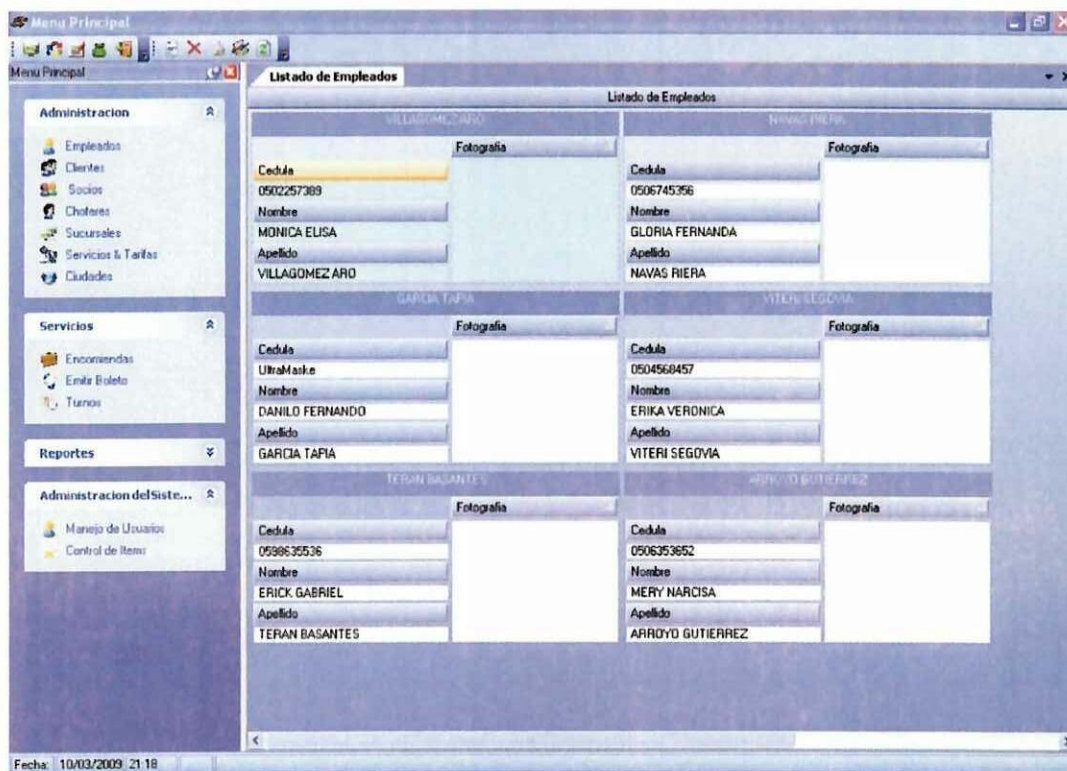 Menu Principal
Menu Principal
Administracion
Empleados
Clientes
Socios
Choferes
Sucursales
Servicios & Tarifas
Ciudades
Servicios
Encomiendas
Emitir Boleto
Turnos
Reportes
Administracion del Siste...
Manejo de Usuarios
Control de Items
Listado de Empleados
Listado de Empleados
VILLAGOMEZ ARO
Fotografia
Cedula
0502257389
Nombre
MONICA ELISA
Apellido
VILLAGOMEZ ARO
NAVAS RIERA
Fotografia
Cedula
0506745356
Nombre
GLORIA FERNANDA
Apellido
NAVAS RIERA
GARCIA TAPIA
Fotografia
Cedula
UltraMaske
Nombre
DANILO FERNANDO
Apellido
GARCIA TAPIA
VITERI SEGOVIA
Fotografia
Cedula
0504568457
Nombre
ERIKA VERONICA
Apellido
VITERI SEGOVIA
TERAN BASANTES
Fotografia
Cedula
0598635536
Nombre
ERICK GABRIEL
Apellido
TERAN BASANTES
ARROYO GUTIERREZ
Fotografia
Cedula
0506353652
Nombre
MERY NARCISA
Apellido
ARROYO GUTIERREZ
Fecha: 10/03/2009 21:18